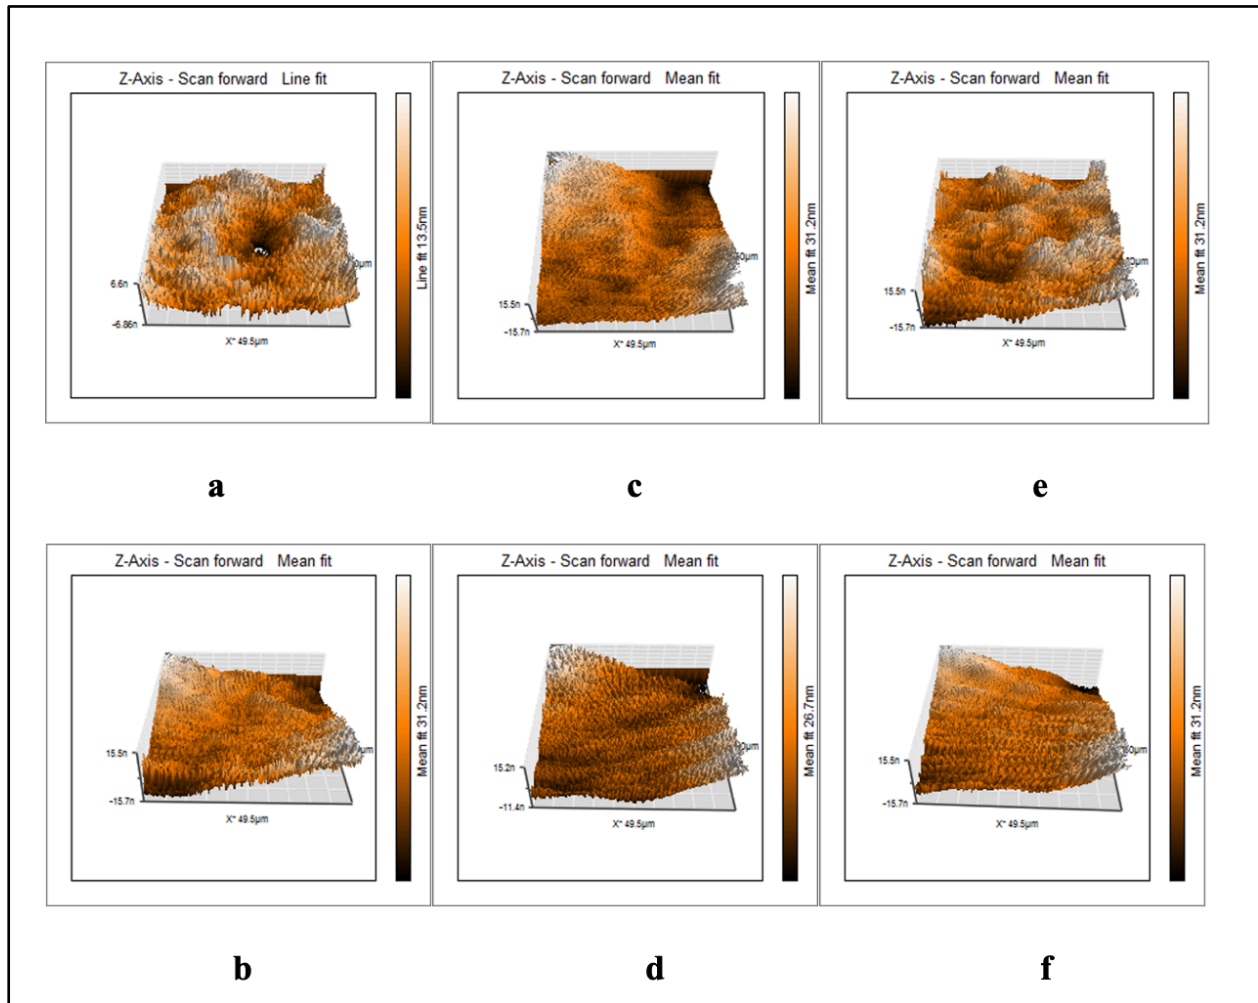 Z-Axis - Scan forward Line fit
Line fit 13.5nm
0µm
6.6n
-6.86n
X* 49.5µm
a
Z-Axis - Scan forward Mean fit
Mean fit 31.2nm
15.5n
-15.7n
X* 49.5µm
c
Z-Axis - Scan forward Mean fit
Mean fit 31.2nm
15.5n
-15.7n
X* 49.5µm
e
Z-Axis - Scan forward Mean fit
Mean fit 31.2nm
µm
15.5n
-15.7n
X* 49.5µm
b
Z-Axis - Scan forward Mean fit
Mean fit 26.7nm
0µm
15.2n
-11.4n
X* 49.5µm
d
Z-Axis - Scan forward Mean fit
Mean fit 31.2nm
50µm
15.5n
-15.7n
X* 49.5µm
f